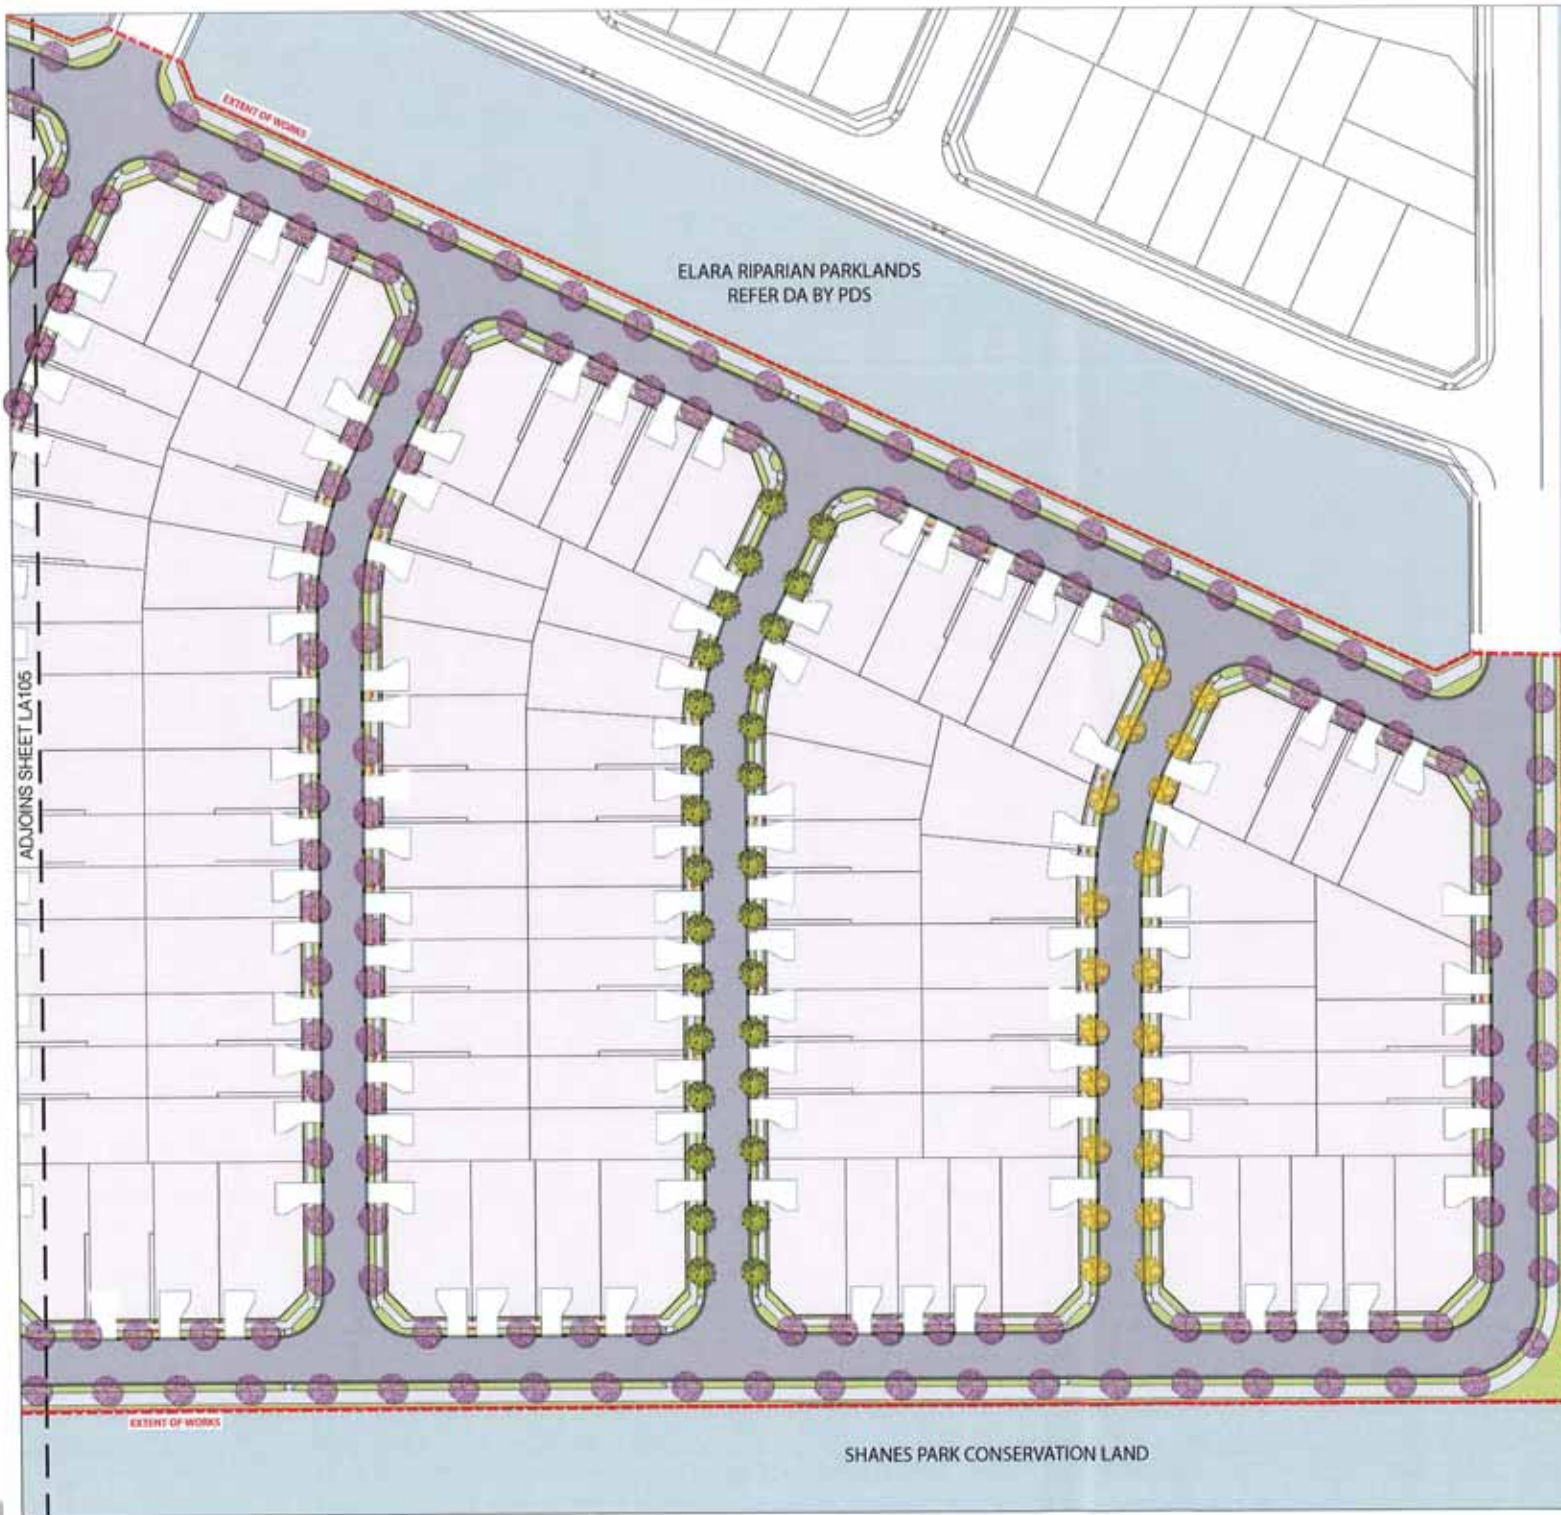 EXTENT OF WORKS
ELARA RIPARIAN PARKLANDS
REFER DA BY PDS
ADJOINS SHEET LA105
EXTENT OF WORKS
SHANES PARK CONSERVATION LAND